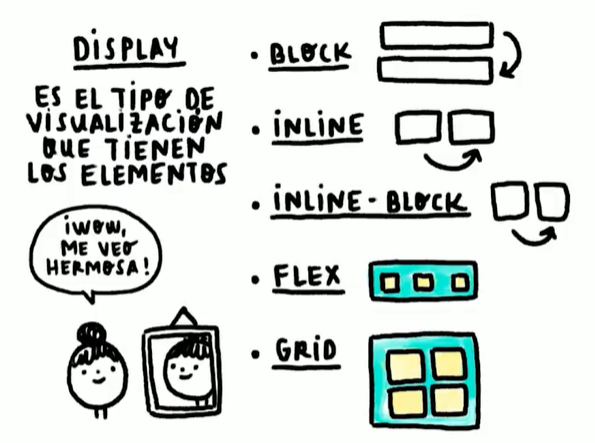 DISPLAY
ES EL TIPO DE
VISUALIZACIÓN
QUE TIENEN
LOS ELEMENTOS
¡WOW,
ME VEO
HERMOSA!
• BLOCK
• INLINE
• INLINE - BLOCK
• FLEX
• GRID